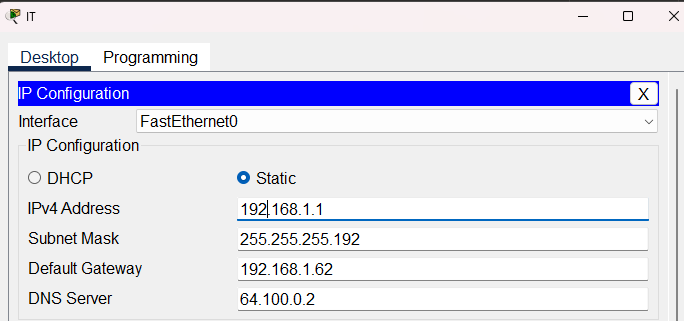 IT
Desktop Programming
IP Configuration X
Interface FastEthernet0
IP Configuration
DHCP Static
IPv4 Address 192.168.1.1
Subnet Mask 255.255.255.192
Default Gateway 192.168.1.62
DNS Server 64.100.0.2